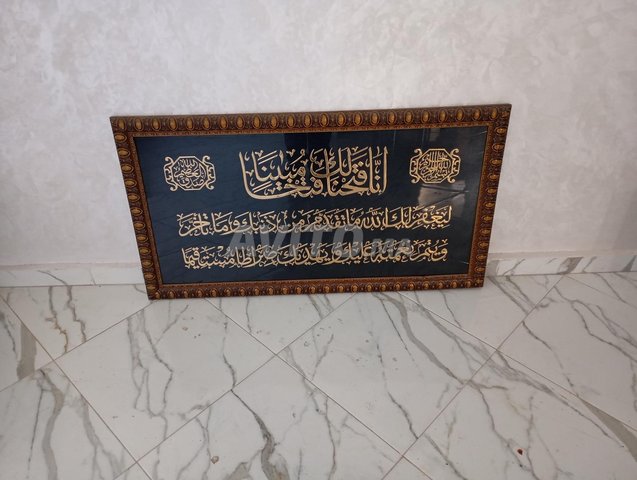 إنا فتحنا لك فتحا مبينا
ليغفر لك الله ما تقدم من ذنبك وما تأخر
ويتم نعمته عليك ويهديك صراطا مستقيما
AVITO